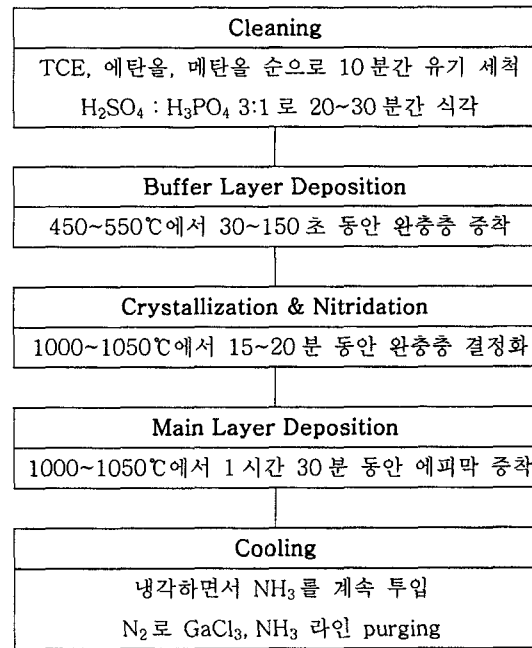 Cleaning
TCE, 에탄올, 메탄올 순으로 10분간 유기 세척
H₂SO₄ : H₃PO₄ 3:1 로 20~30 분간 식각
Buffer Layer Deposition
450~550℃에서 30~150 초 동안 완충층 증착
Crystallization & Nitridation
1000~1050℃에서 15~20 분 동안 완충층 결정화
Main Layer Deposition
1000~1050℃에서 1 시간 30 분 동안 에피막 증착
Cooling
냉각하면서 NH₃를 계속 투입
N₂로 GaCl₃, NH₃ 라인 purging